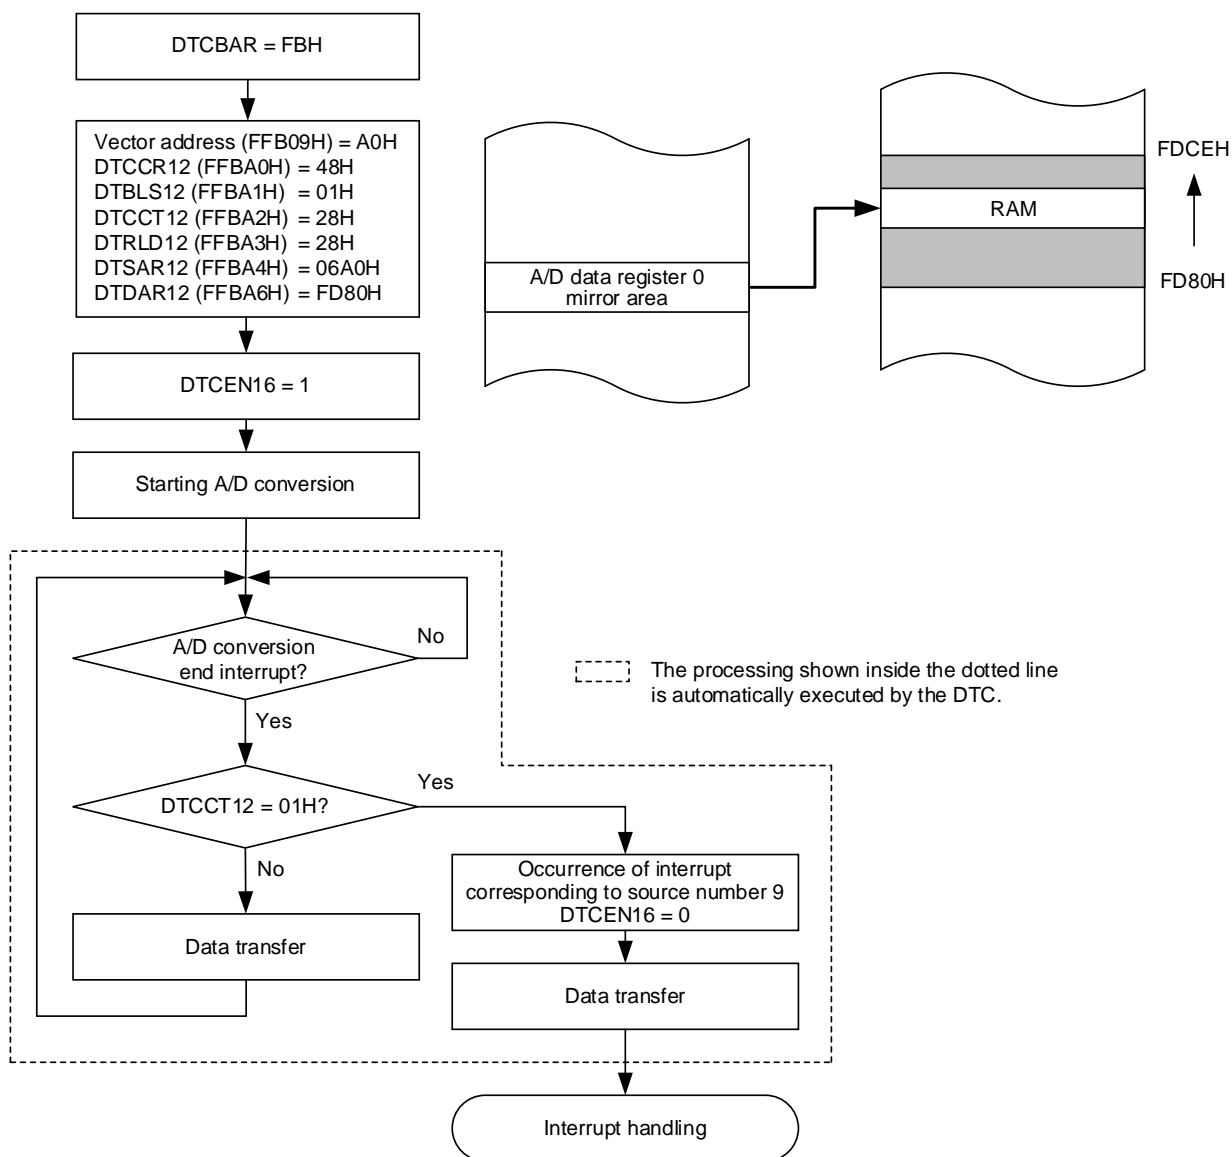 DTCBAR = FBH
Vector address (FFB09H) = A0H
DTCCR12 (FFBA0H) = 48H
DTBLS12 (FFBA1H) = 01H
DTCCT12 (FFBA2H) = 28H
DTRLD12 (FFBA3H) = 28H
DTSAR12 (FFBA4H) = 06A0H
DTDAR12 (FFBA6H) = FD80H
DTCEN16 = 1
Starting A/D conversion
A/D data register 0
mirror area
FDCEH
RAM
FD80H
A/D conversion
end interrupt?
No
Yes
The processing shown inside the dotted line
is automatically executed by the DTC.
DTCCT12 = 01H?
Yes
No
Data transfer
Occurrence of interrupt
corresponding to source number 9
DTCEN16 = 0
Data transfer
Interrupt handling